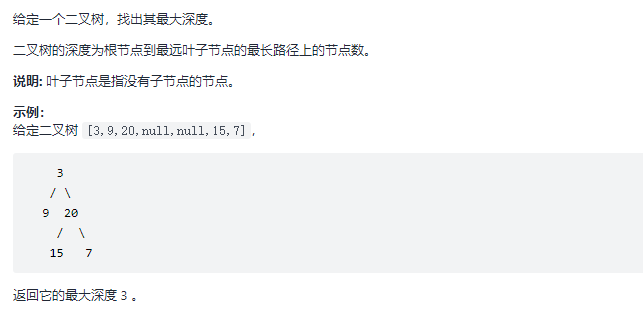 给定一个二叉树，找出其最大深度。
二叉树的深度为根节点到最远叶子节点的最长路径上的节点数。
说明: 叶子节点是指没有子节点的节点。
示例：
给定二叉树 [3,9,20,null,null,15,7]，
3
/ \
9 20
/ \
15 7
返回它的最大深度 3 。